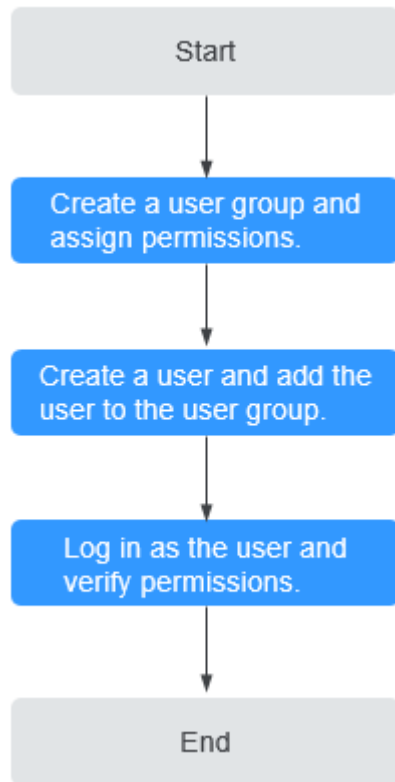 Start
Create a user group and
assign permissions.
Create a user and add the
user to the user group.
Log in as the user and
verify permissions.
End